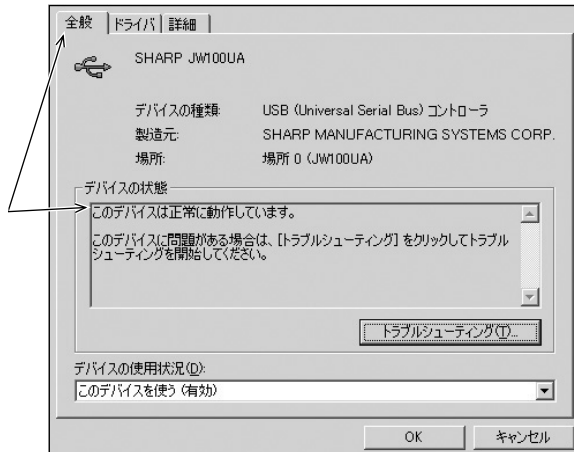 全般 ドライバ 詳細
SHARP JW100UA
デバイスの種類: USB (Universal Serial Bus) コントローラ
製造元: SHARP MANUFACTURING SYSTEMS CORP.
場所: 場所 0 (JW100UA)
デバイスの状態
このデバイスは正常に動作しています。
このデバイスに問題がある場合は、[トラブルシューティング] をクリックしてトラブル
シューティングを開始してください。
トラブルシューティング(T)...
デバイスの使用状況(D):
このデバイスを使う (有効)
OK キャンセル